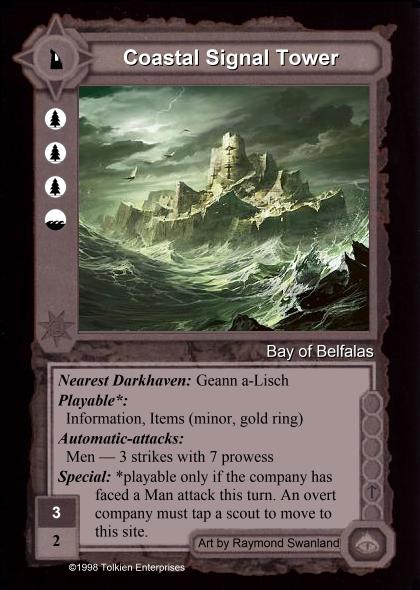 Coastal Signal Tower
Bay of Belfalas
Nearest Darkhaven: Geann a-Lisch
Playable*:
Information, Items (minor, gold ring)
Automatic-attacks:
Men — 3 strikes with 7 prowess
Special: *playable only if the company has
faced a Man attack this turn. An overt
company must tap a scout to move to
this site.
3
2
Art by Raymond Swanland
©1998 Tolkien Enterprises